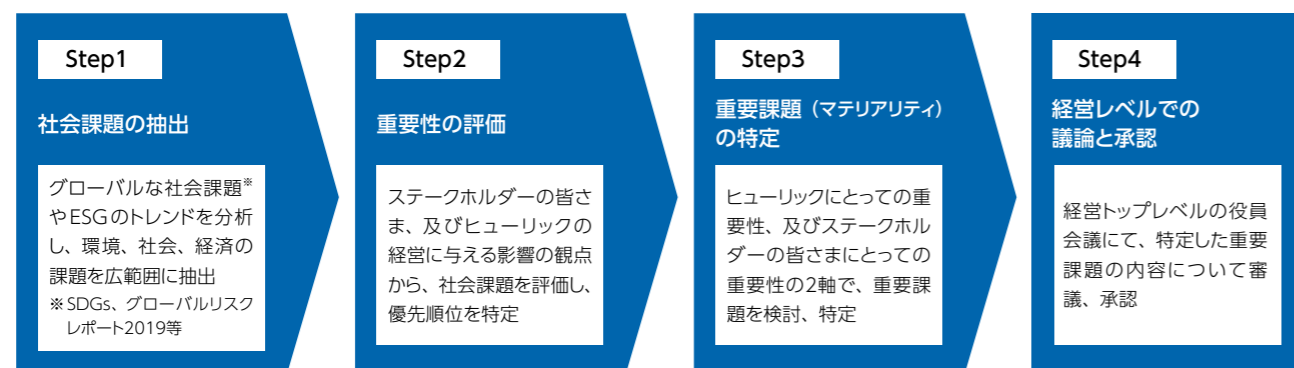 Step1
社会課題の抽出
グローバルな社会課題※
やESGのトレンドを分析
し、環境、社会、経済の
課題を広範囲に抽出
※SDGs、グローバルリスク
レポート2019等
Step2
重要性の評価
ステークホルダーの皆さ
ま、及びヒューリックの
経営に与える影響の観点
から、社会課題を評価し、
優先順位を特定
Step3
重要課題（マテリアリティ）
の特定
ヒューリックにとっての重
要性、及びステークホル
ダーの皆さまにとっての
重要性の2軸で、重要課
題を検討、特定
Step4
経営レベルでの
議論と承認
経営トップレベルの役員
会議にて、特定した重要
課題の内容について審
議、承認